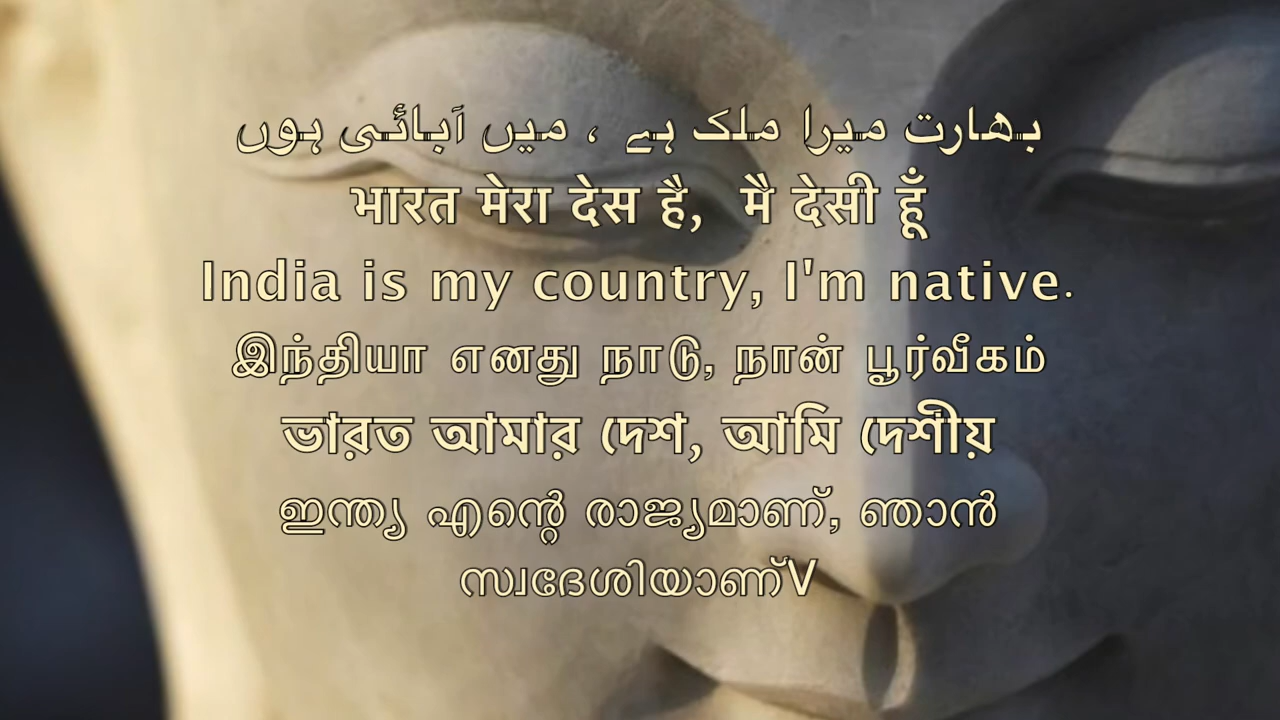 بھارت میرا ملک ہے ، میں آبائی ہوں
भारत मेरा देस है, मै देसी हूँ
India is my country, I'm native.
இந்தியா எனது நாடு, நான் பூர்வீகம்
ভারত আমার দেশ, আমি দেশীয়
ഇന്ത്യ എന്റെ രാജ്യമാണ്, ഞാൻ
സ്വദേശിയാണ്V